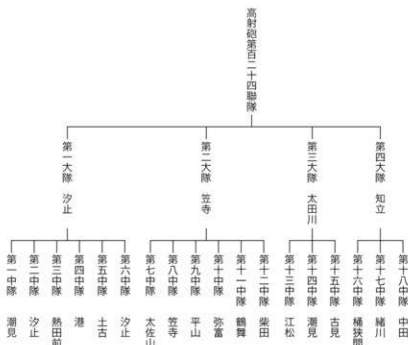 高射砲第百二十四聯隊
第一大隊 汐止
第二大隊 笠寺
第三大隊 太田川
第四大隊 知立
第一中隊 潮見
第二中隊 汐止
第三中隊 熱田前
第四中隊 港
第五中隊 土古
第六中隊 汐止
第七中隊 太佐山
第八中隊 笠寺
第九中隊 平山
第十中隊 弥富
第十一中隊 鶴舞
第十二中隊 柴田
第十三中隊 江松
第十四中隊 潮見
第十五中隊 古見
第十六中隊 桶狭間
第十七中隊 緒川
第十八中隊 中田